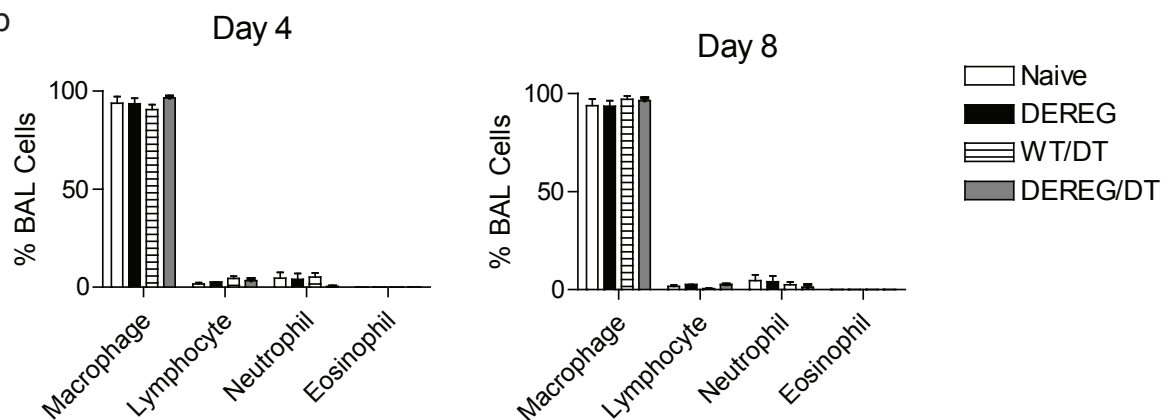 Day 4
% BAL Cells
100
50
0
Macrophage
Lymphocyte
Neutrophil
Eosinophil
Day 8
% BAL Cells
100
50
0
Macrophage
Lymphocyte
Neutrophil
Eosinophil
Naive
DEREG
WT/DT
DEREG/DT